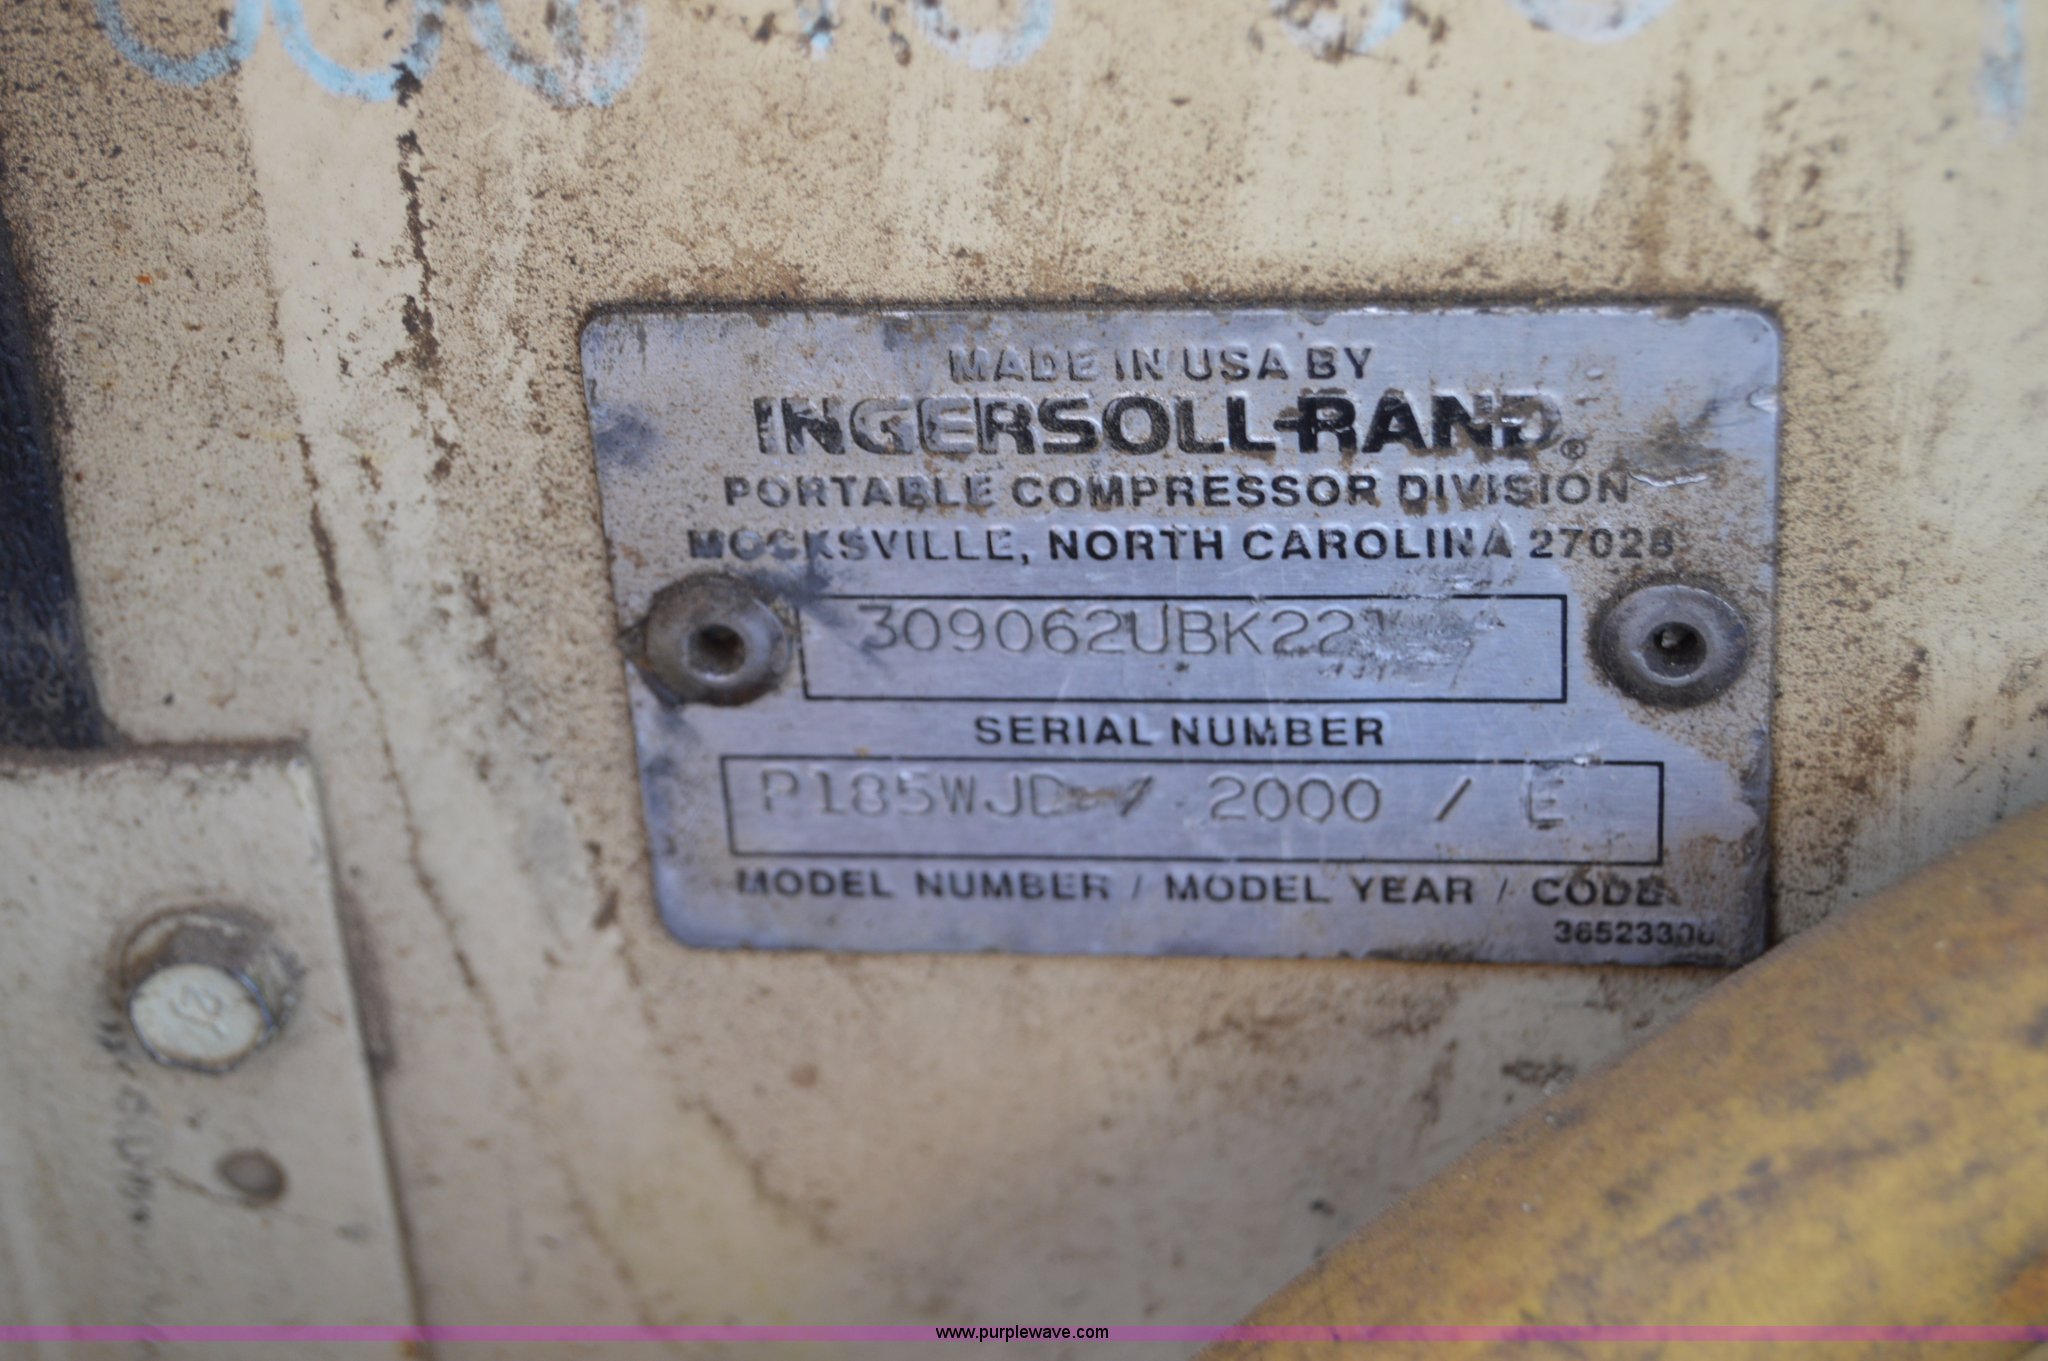 MADE IN USA BY
INGERSOLL-RAND®
PORTABLE COMPRESSOR DIVISION
MOCKSVILLE, NORTH CAROLINA 27028
309062UBK221
SERIAL NUMBER
P185WJD / 2000 / E
MODEL NUMBER / MODEL YEAR / CODE
www.purplewave.com